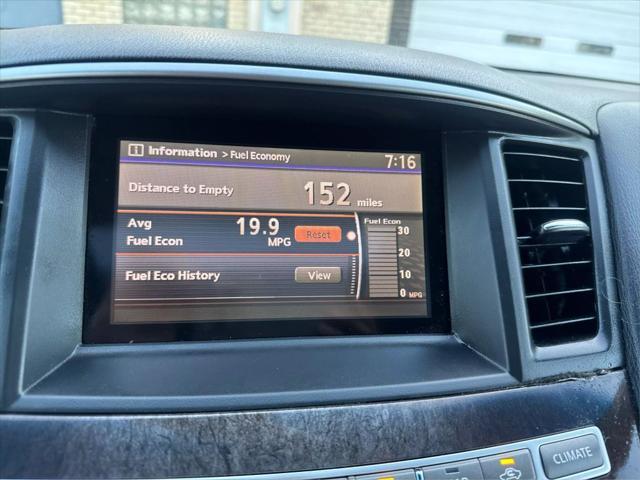 i Information > Fuel Economy 7:16
Distance to Empty 152 miles
Avg 19.9
Fuel Econ MPG Reset
Fuel Econ
30
20
10
0 MPG
Fuel Eco History View
CLIMATE